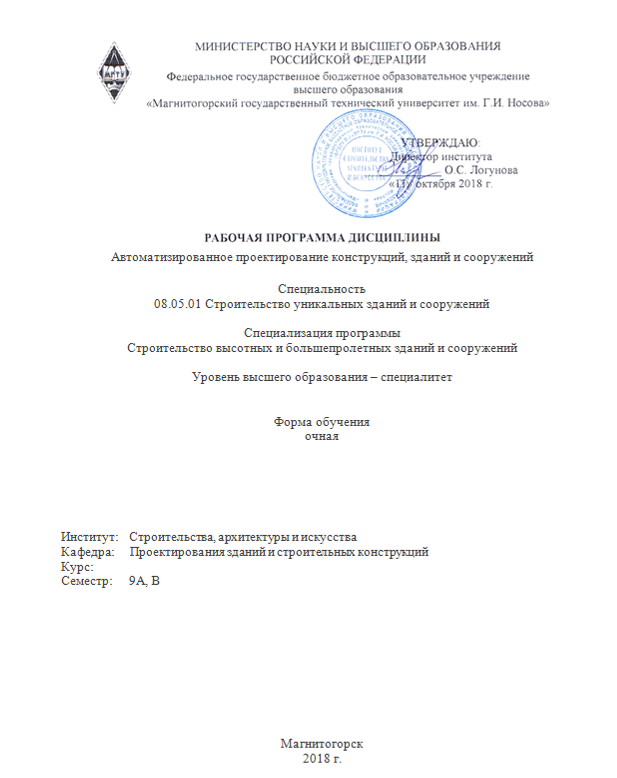 МИНИСТЕРСТВО НАУКИ И ВЫСШЕГО ОБРАЗОВАНИЯ
РОССИЙСКОЙ ФЕДЕРАЦИИ
Федеральное государственное бюджетное образовательное учреждение
высшего образования
«Магнитогорский государственный технический университет им. Г.И. Носова»
МГТУ
УТВЕРЖДАЮ:
Директор института
О.С. Логунова
октября 2018 г.
РАБОЧАЯ ПРОГРАММА ДИСЦИПЛИНЫ
Автоматизированное проектирование конструкций, зданий и сооружений
Специальность
08.05.01 Строительство уникальных зданий и сооружений
Специализация программы
Строительство высотных и большепролетных зданий и сооружений
Уровень высшего образования – специалитет
Форма обучения
очная
Институт: Строительства, архитектуры и искусства
Кафедра: Проектирования зданий и строительных конструкций
Курс:
Семестр: 9А, В
Магнитогорск
2018 г.